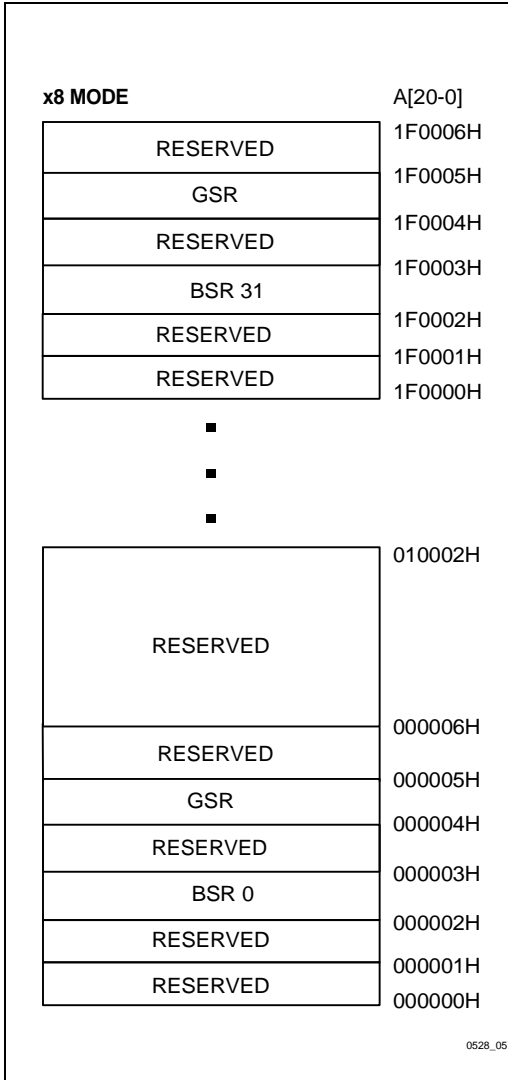 x8 MODE A[20-0]
1F0006H
RESERVED
1F0005H
GSR
1F0004H
RESERVED
1F0003H
BSR 31
1F0002H
RESERVED
1F0001H
RESERVED
1F0000H
010002H
RESERVED
000006H
RESERVED
000005H
GSR
000004H
RESERVED
000003H
BSR 0
000002H
RESERVED
000001H
RESERVED
000000H
0528_05